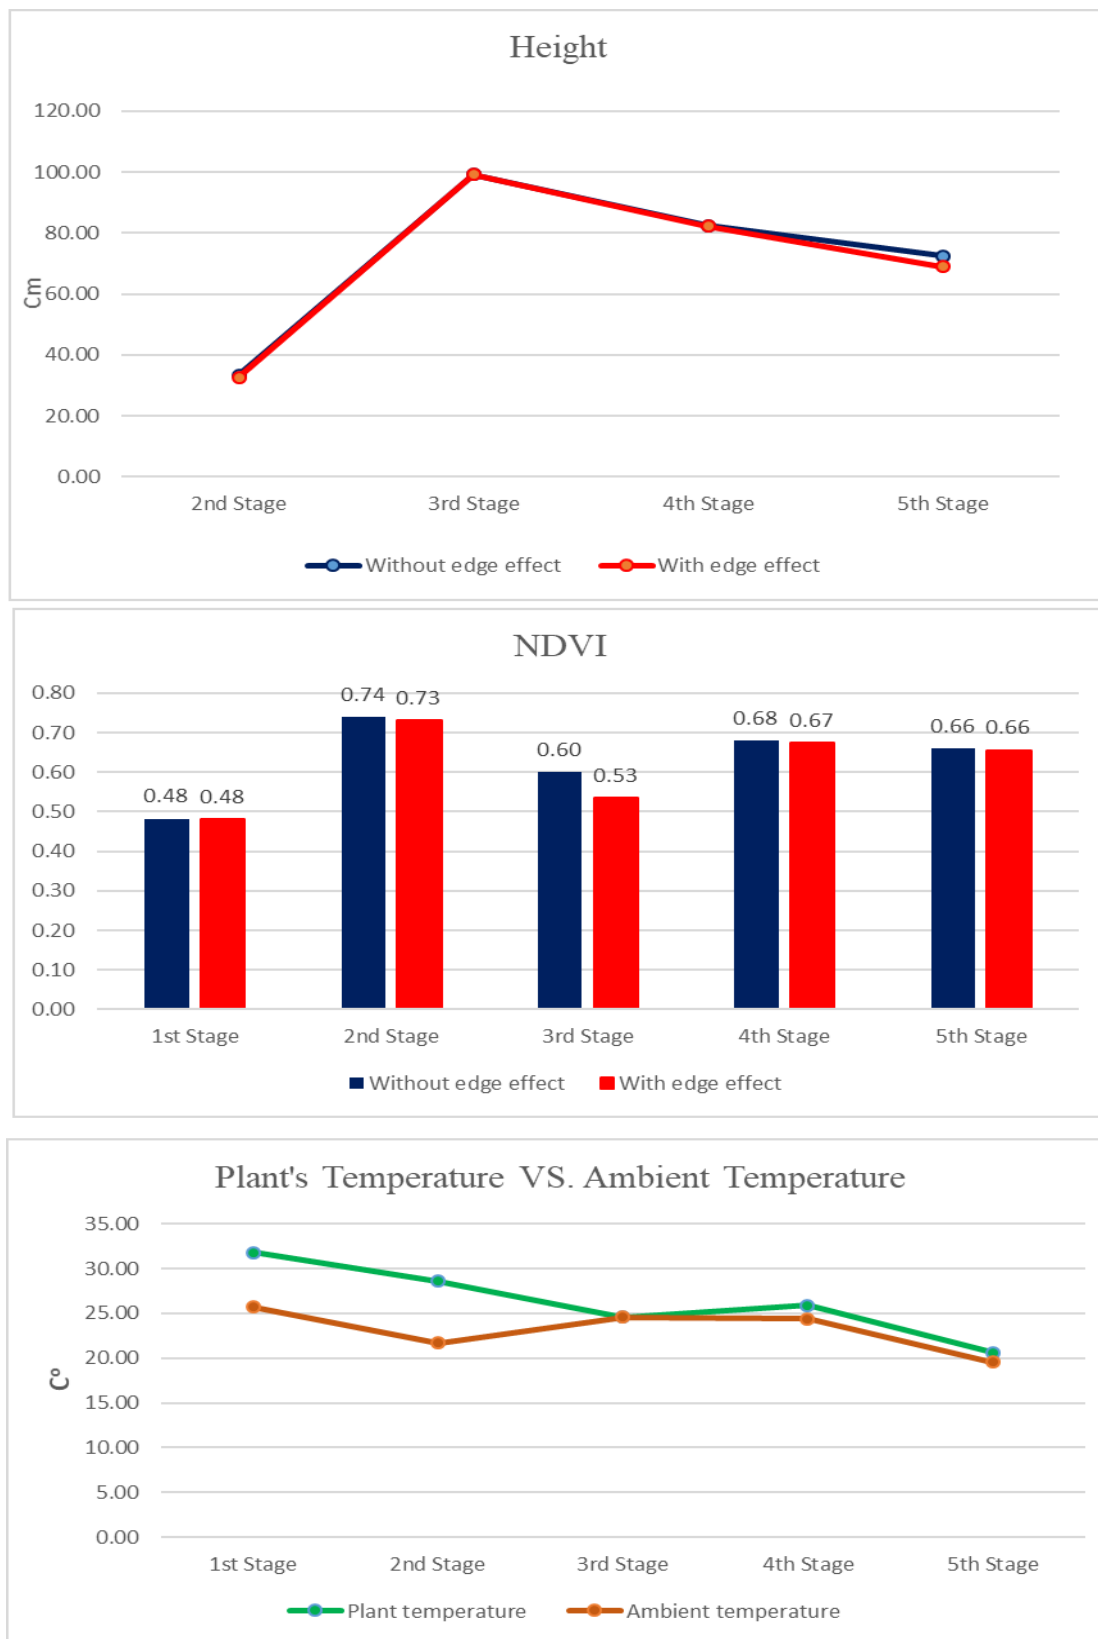 Height
120.00
100.00
80.00
60.00
40.00
20.00
0.00
Cm
2nd Stage 3rd Stage 4th Stage 5th Stage
Without edge effect With edge effect
NDVI
0.80
0.70
0.60
0.50
0.40
0.30
0.20
0.10
0.00
0.48 0.48 0.74 0.73 0.60 0.53 0.68 0.67 0.66 0.66
1st Stage 2nd Stage 3rd Stage 4th Stage 5th Stage
Without edge effect With edge effect
Plant's Temperature VS. Ambient Temperature
35.00
30.00
25.00
20.00
15.00
10.00
5.00
0.00
Cº
1st Stage 2nd Stage 3rd Stage 4th Stage 5th Stage
Plant temperature Ambient temperature